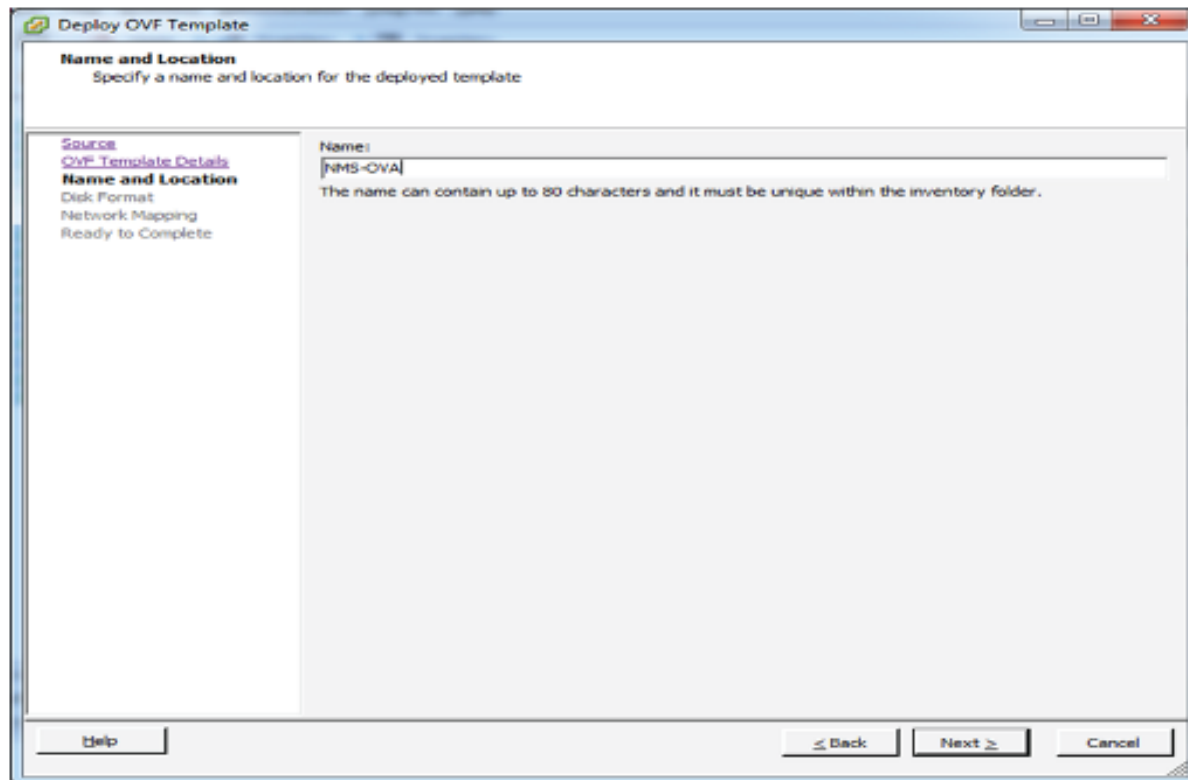 Deploy OVF Template
Name and Location
Specify a name and location for the deployed template
Source
OVF Template Details
Name and Location
Disk Format
Network Mapping
Ready to Complete
Name:
NMS-OVA
The name can contain up to 80 characters and it must be unique within the inventory folder.
Help
< Back
Next >
Cancel